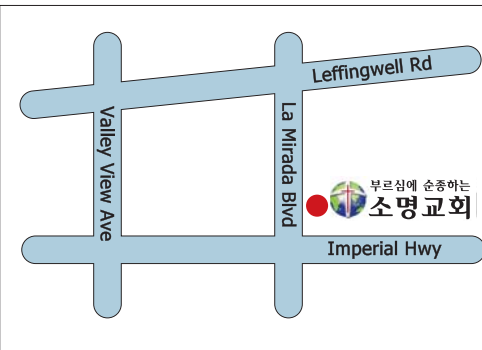 Leffingwell Rd
Valley View Ave
La Mirada Blvd
부르심에 순종하는
소명교회
Imperial Hwy